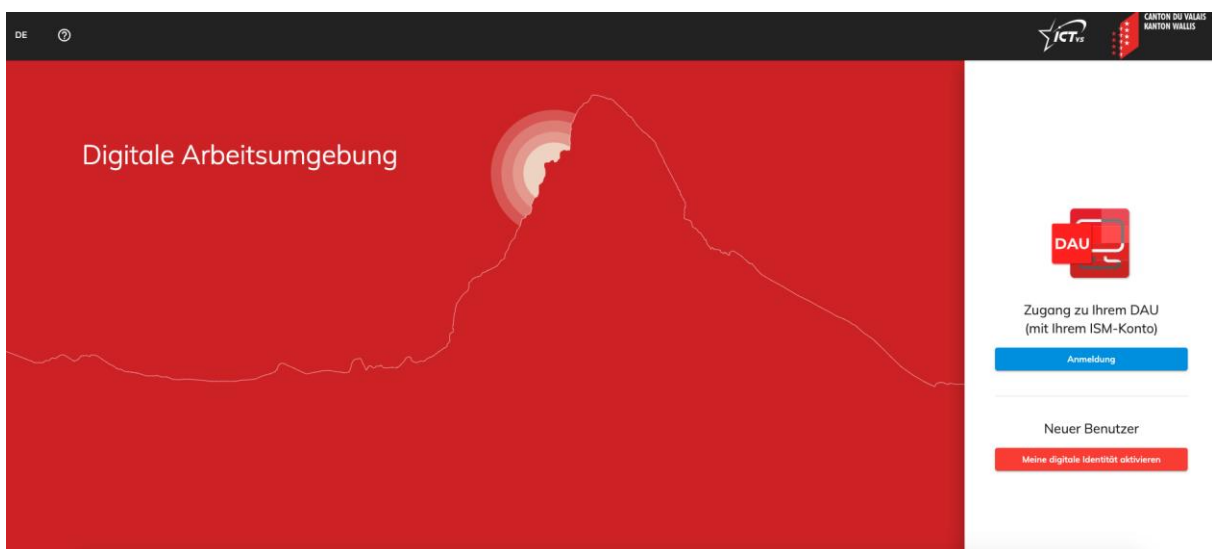 DE
ICTvs
CANTON DU VALAIS
KANTON WALLIS
Digitale Arbeitsumgebung
DAU
Zugang zu Ihrem DAU
(mit Ihrem ISM-Konto)
Anmeldung
Neuer Benutzer
Meine digitale Identität aktivieren